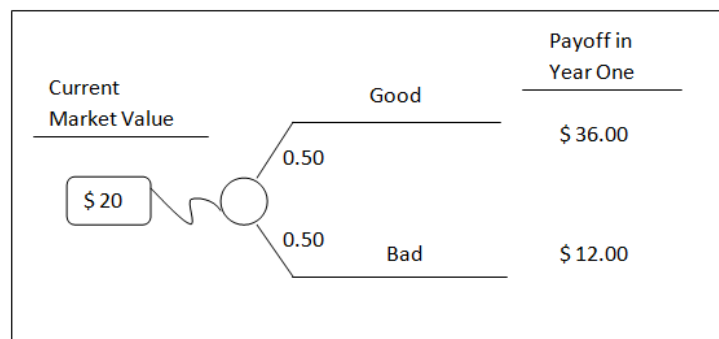 Payoff in
Year One
Current
Market Value
Good
$ 36.00
0.50
$ 20
0.50
Bad
$ 12.00